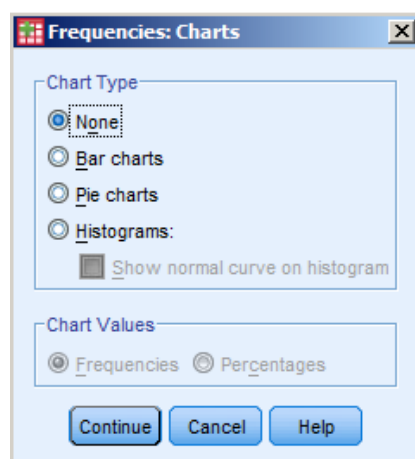 Frequencies: Charts
Chart Type
None
Bar charts
Pie charts
Histograms:
Show normal curve on histogram
Chart Values
Frequencies Percentages
Continue Cancel Help